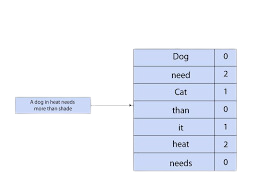 A dog in heat needs
more than shade
Dog 0
need 2
Cat 1
than 0
it 1
heat 2
needs 0